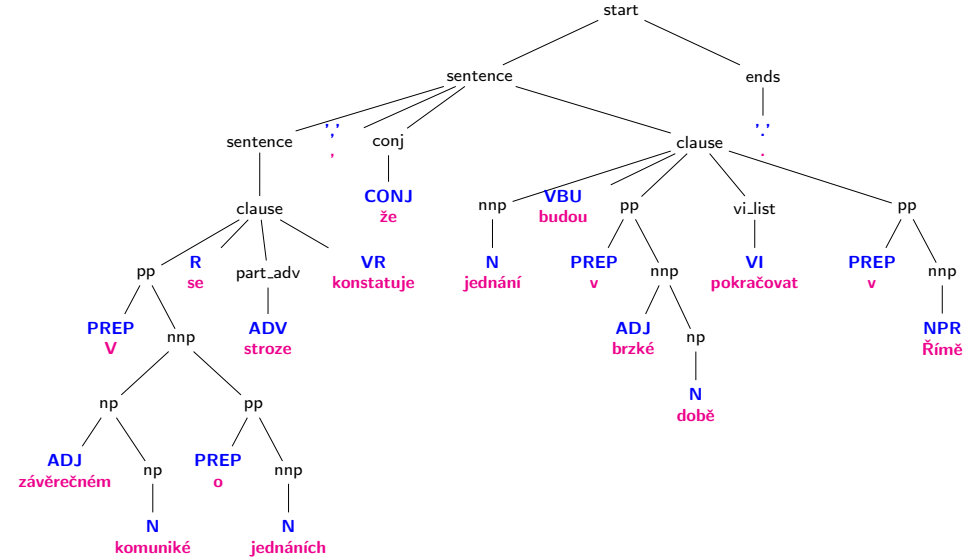 start
sentence ends
sentence ',' conj clause '.'
, .
CONJ
že
clause nnp VBU pp vi_list pp
budou
pp R part_adv VR N PREP nnp VI PREP nnp
se konstatuje jednání v pokračovat v
PREP nnp ADV ADJ np NPR
V stroze brzké Římě
np pp N
době
ADJ np PREP nnp
závěrečném o
N N
komuniké jednáních